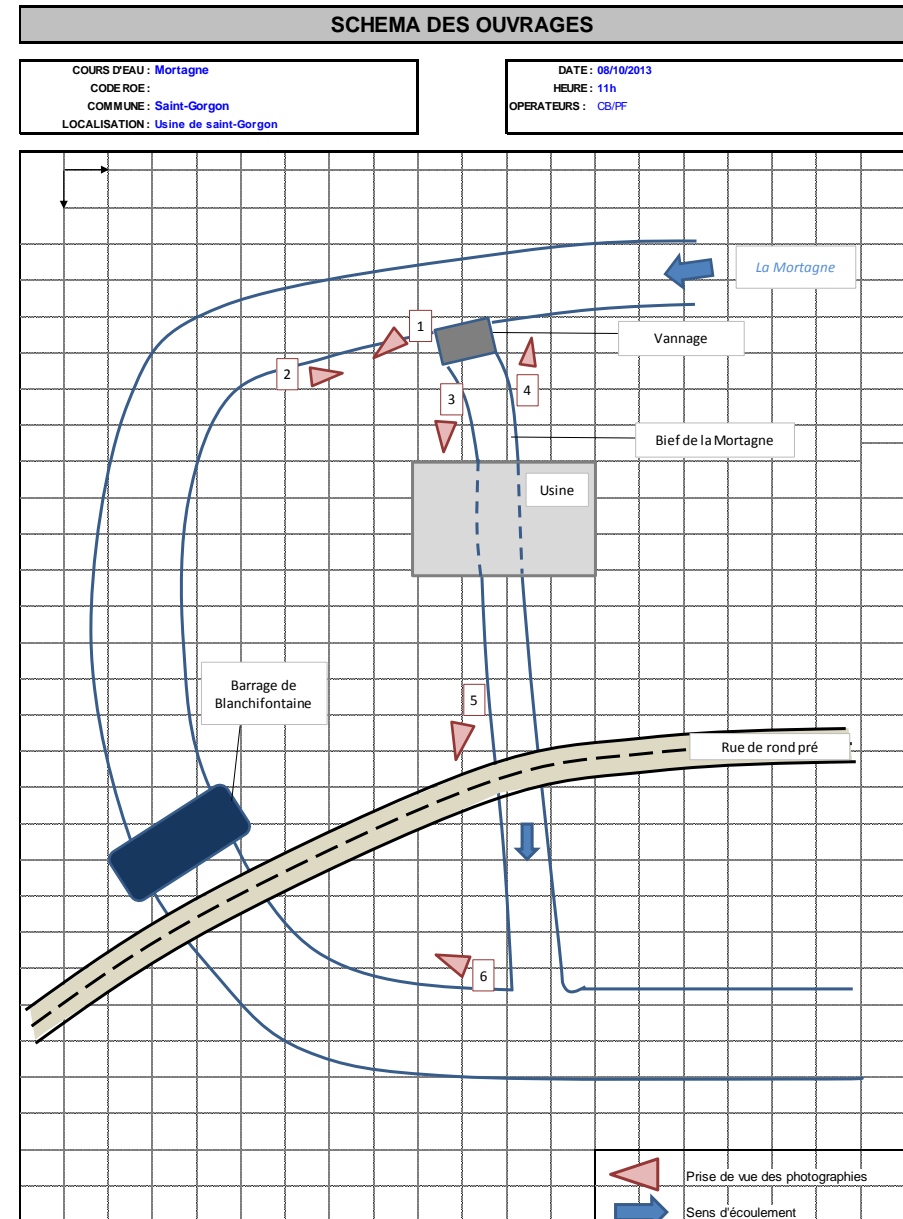 SCHEMA DES OUVRAGES
COURS D'EAU : Mortagne
CODE ROE :
COMMUNE : Saint-Gorgon
LOCALISATION : Usine de saint-Gorgon
DATE : 08/10/2013
HEURE : 11h
OPERATEURS : CB/PF
La Mortagne
1
Vannage
2
4
3
Bief de la Mortagne
Usine
Barrage de
Blanchifontaine
5
Rue de rond pré
6
Prise de vue des photographies
Sens d'écoulement